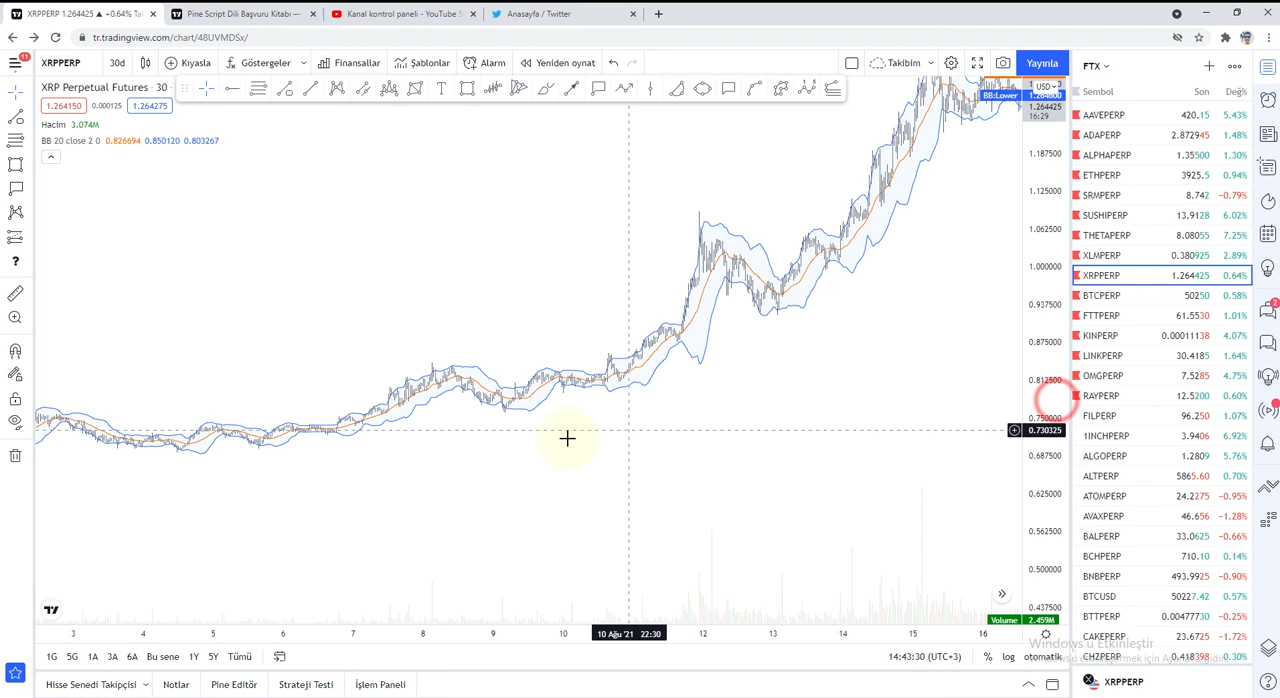 XRPPERP 1.264425 ▲ +0.64% Ta
Pine Script Dili Başvuru Kitabı —
Kanal kontrol paneli - YouTube S
Anasayfa / Twitter
tr.tradingview.com/chart/48UVMDSx/
11
XRPPERP
30d
Kıyasla
Göstergeler
Finansallar
Şablonlar
Alarm
Yeniden oynat
Takibim
Yayınla
FTX
XRP Perpetual Futures · 30
USD
1.264150
0.000125
1.264275
Hacim 3.074M
BB 20 close 2 0 0.826694 0.850120 0.803267
BB:Lower
1.264425
16:29
1.187500
1.125000
1.062500
1.000000
0.937500
0.875000
0.812500
0.750000
0.730325
0.687500
0.625000
0.562500
0.500000
0.437500
Volume 2.459M
3 4 5 6 7 8 9 10 10 Ağu '21 22:30 12 13 14 15 16
1G 5G 1A 3A 6A Bu sene 1Y 5Y Tümü
14:43:30 (UTC+3)
% log otomatik
Hisse Senedi Takipçisi
Notlar
Pine Editör
Strateji Testi
İşlem Paneli
Sembol Son Değ%
AAVEPERP 420.15 5.43%
ADAPERP 2.872945 1.48%
ALPHAPERP 1.35500 1.30%
ETHPERP 3925.5 0.94%
SRMPERP 8.742 -0.79%
SUSHIPERP 13.9128 6.02%
THETAPERP 8.08055 7.25%
XLMPERP 0.380925 2.89%
XRPPERP 1.264425 0.64%
BTCPERP 50250 0.58%
FTTPERP 61.5530 1.01%
KINPERP 0.00011138 4.07%
LINKPERP 30.4185 1.64%
OMGPERP 7.5285 4.75%
RAYPERP 12.5200 0.60%
FILPERP 96.250 1.07%
1INCHPERP 3.9406 6.92%
ALGOPERP 1.2809 5.76%
ALTPERP 5865.60 0.70%
ATOMPERP 24.2275 -0.95%
AVAXPERP 46.656 -1.28%
BALPERP 33.0625 -0.66%
BCHPERP 710.10 0.14%
BNBPERP 493.9925 -0.90%
BTCUSD 50227.42 0.57%
BTTPERP 0.00477730 -0.25%
CAKEPERP 23.6725 -1.72%
CHZPERP 0.418398 0.30%
Windows'u Etkinleştir
XRPPERP
2